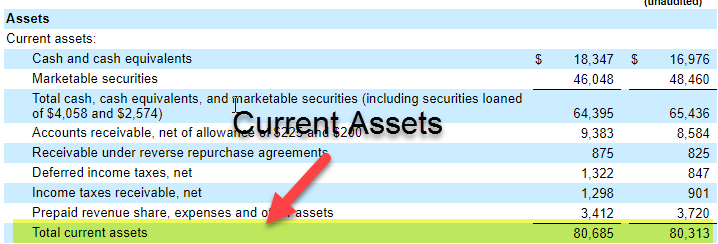 (unaudited)
Assets
Current assets:
Cash and cash equivalents $ 18,347 $ 16,976
Marketable securities 46,048 48,460
Total cash, cash equivalents, and marketable securities (including securities loaned
of $4,058 and $2,574) 64,395 65,436
Accounts receivable, net of allowance of $225 and $200 9,383 8,584
Current Assets
Receivable under reverse repurchase agreements 875 825
Deferred income taxes, net 1,322 847
Income taxes receivable, net 1,298 901
Prepaid revenue share, expenses and other assets 3,412 3,720
Total current assets 80,685 80,313